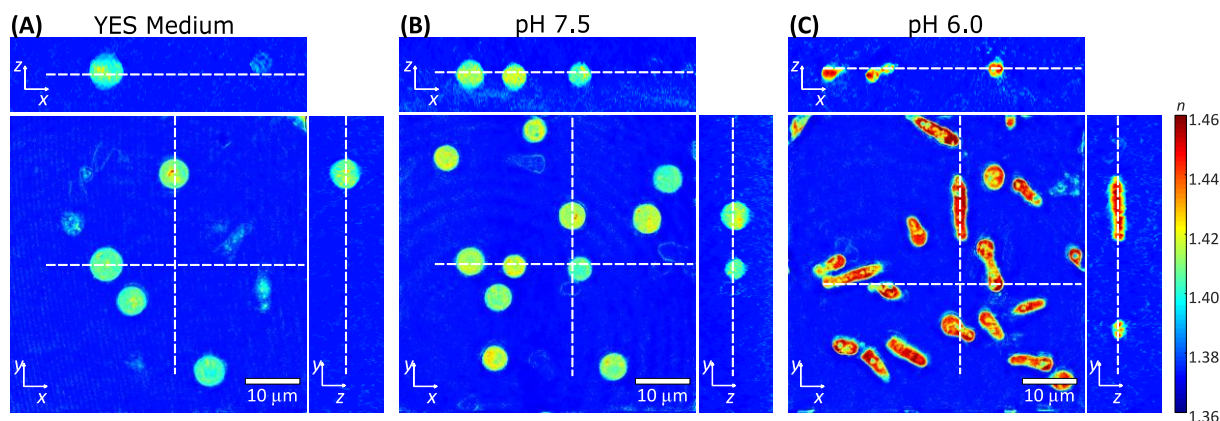 (A) YES Medium
z
x
y
x
10 μm
y
z
(B) pH 7.5
z
x
y
x
10 μm
y
z
(C) pH 6.0
z
x
y
x
10 μm
y
z
n
1.46
1.44
1.42
1.40
1.38
1.36